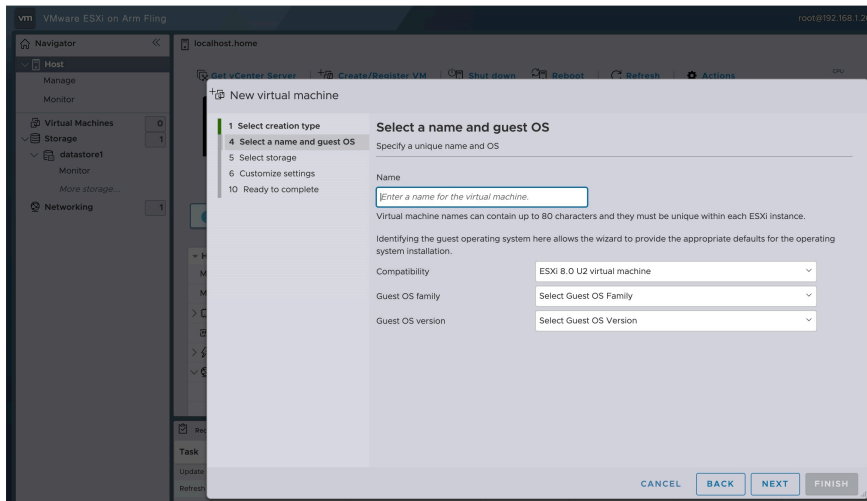 vm VMware ESXi on Arm Fling
root@192.168.1.2
Navigator
localhost.home
Host
Manage
Monitor
Virtual Machines 0
Storage 1
datastore1
Monitor
More storage...
Networking 1
Get vCenter Server
Create/Register VM
Shut down
Reboot
Refresh
Actions
CPU
New virtual machine
1 Select creation type
4 Select a name and guest OS
5 Select storage
6 Customize settings
10 Ready to complete
Select a name and guest OS
Specify a unique name and OS
Name
Enter a name for the virtual machine.
Virtual machine names can contain up to 80 characters and they must be unique within each ESXi instance.
Identifying the guest operating system here allows the wizard to provide the appropriate defaults for the operating
system installation.
Compatibility
ESXi 8.0 U2 virtual machine
Guest OS family
Select Guest OS Family
Guest OS version
Select Guest OS Version
Task
Update
Refresh
CANCEL
BACK
NEXT
FINISH